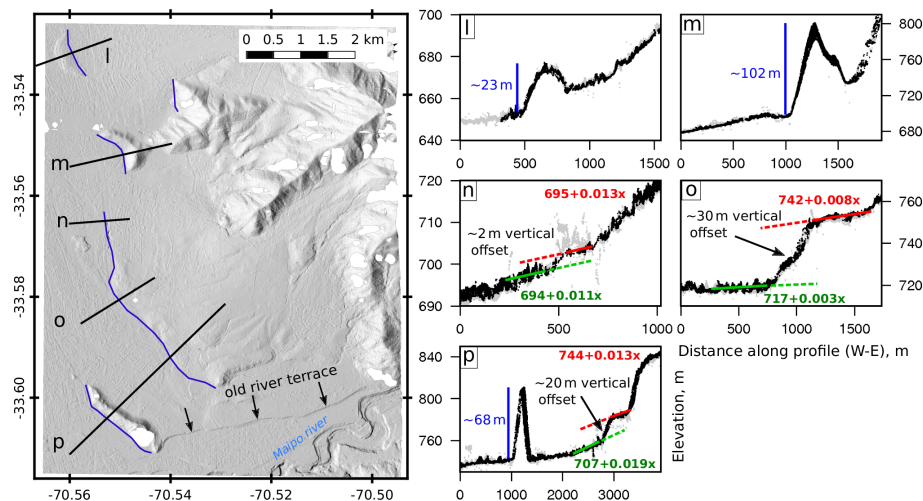 0 0.5 1 1.5 2 km
-33.54
-33.56
-33.58
-33.60
-70.56
-70.54
-70.52
-70.50
l
m
n
o
p
old river terrace
Maipo river
l
700
680
660
640
~23 m
0 500 1000 1500
m
800
760
720
680
~102 m
0 500 1000 1500
n
720
710
700
690
695+0.013x
~2 m vertical
offset
694+0.011x
0 500 1000
o
760
740
720
742+0.008x
~30 m vertical
offset
717+0.003x
0 500 1000 1500
p
840
800
760
744+0.013x
~20 m vertical
offset
~68 m
707+0.019x
0 1000 2000 3000
Distance along profile (W-E), m
Elevation, m